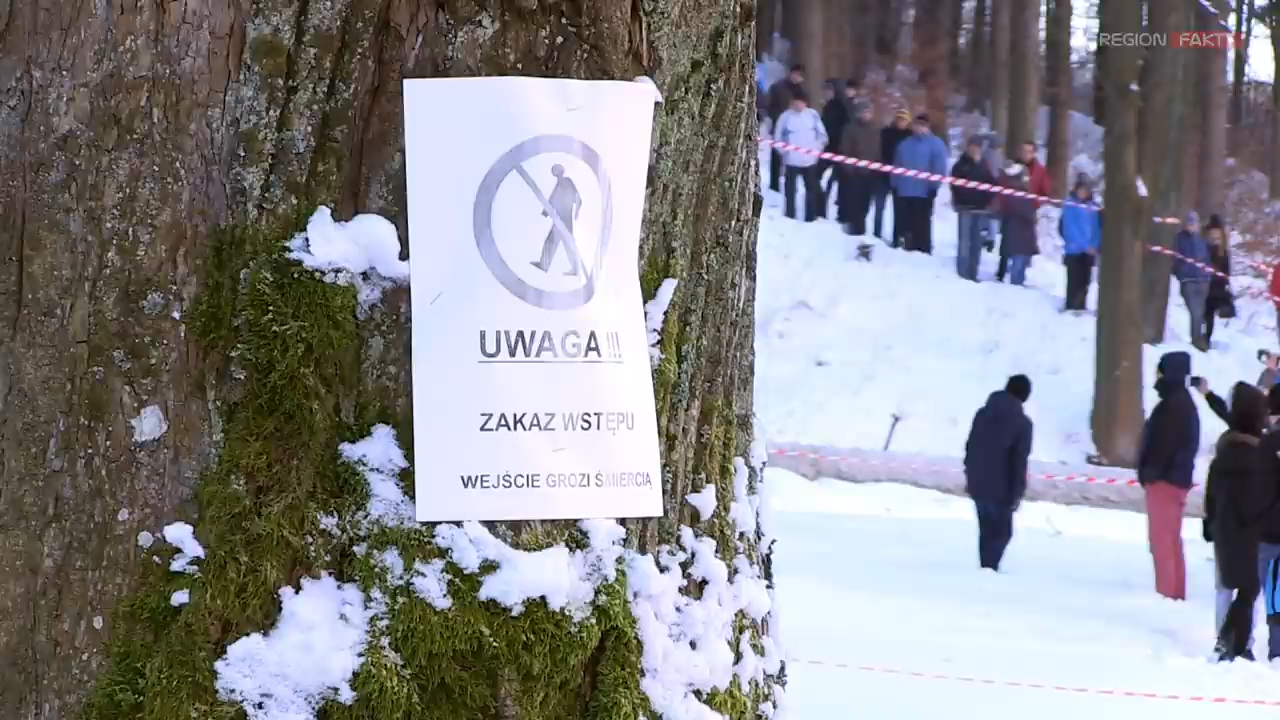 REGION FAKTY
UWAGA !!!
ZAKAZ WSTĘPU
WEJŚCIE GROZI ŚMIERCIĄ